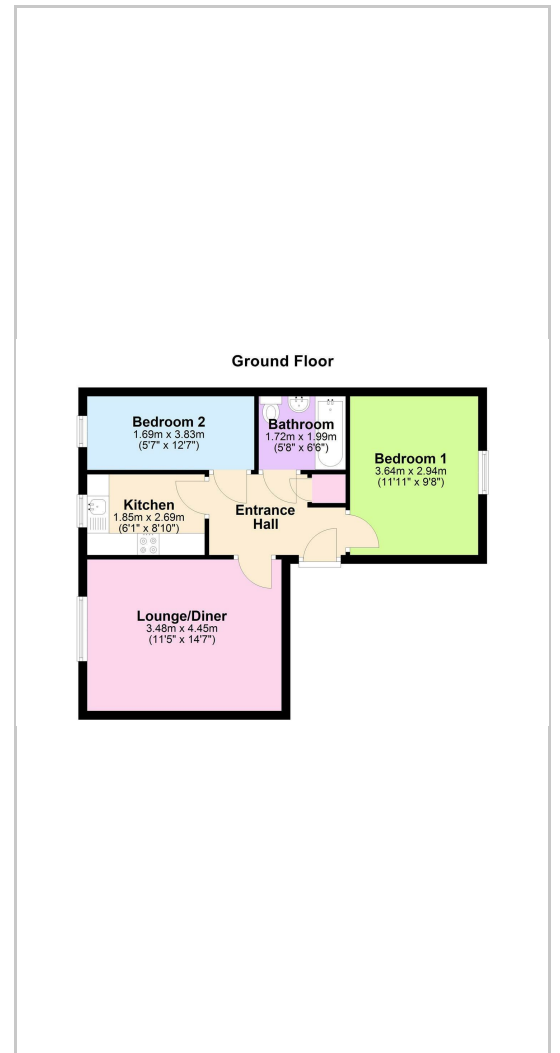 Ground Floor
Bedroom 2
1.69m x 3.83m
(5'7" x 12'7")
Bathroom
1.72m x 1.99m
(5'8" x 6'6")
Bedroom 1
3.64m x 2.94m
(11'11" x 9'8")
Kitchen
1.85m x 2.69m
(6'1" x 8'10")
Entrance
Hall
Lounge/Diner
3.48m x 4.45m
(11'5" x 14'7")